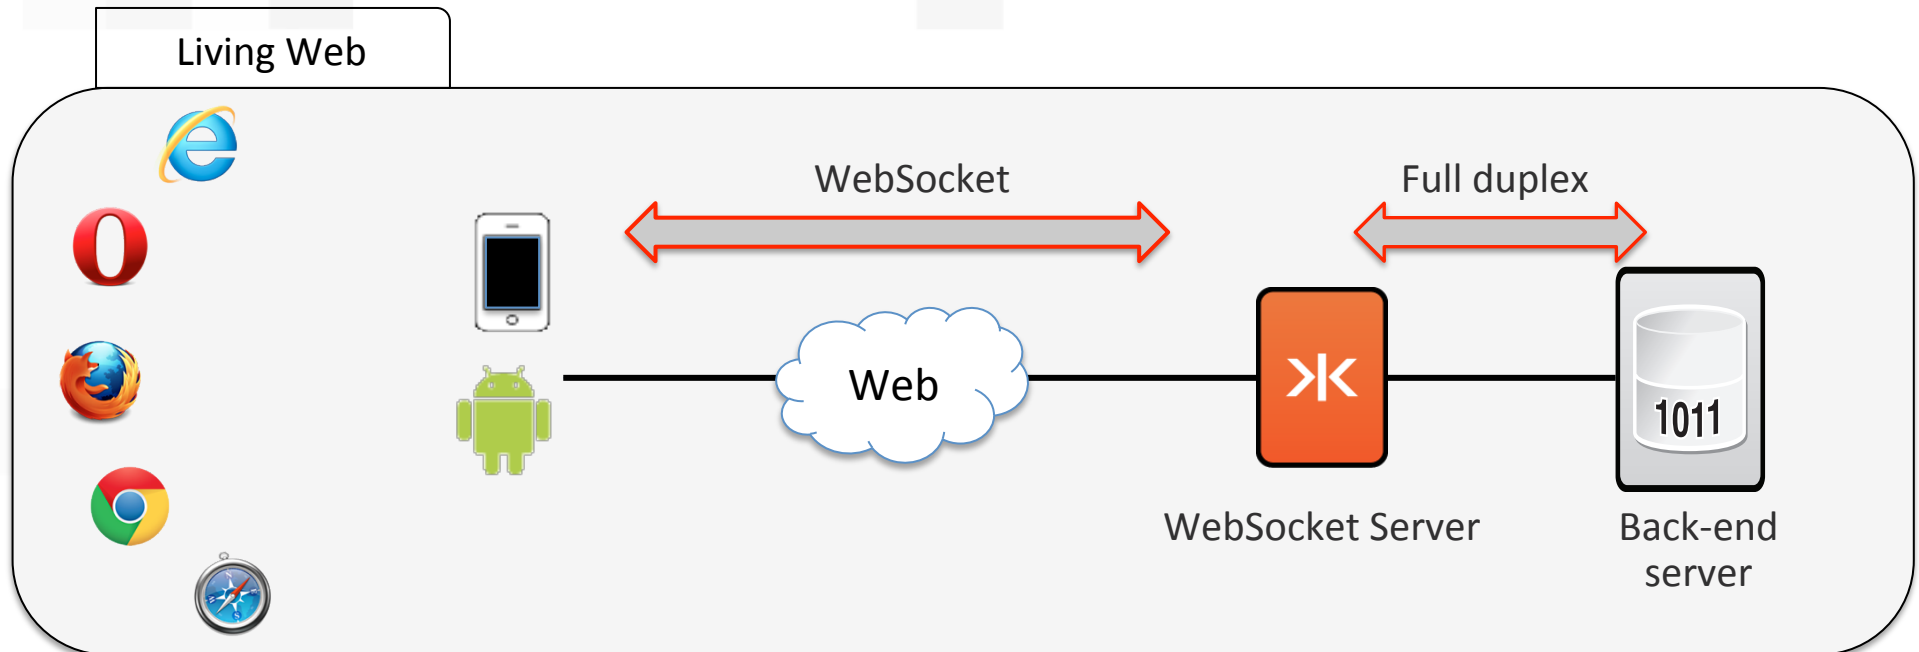 Living Web
WebSocket
Full duplex
Web
1011
WebSocket Server
Back-end
server